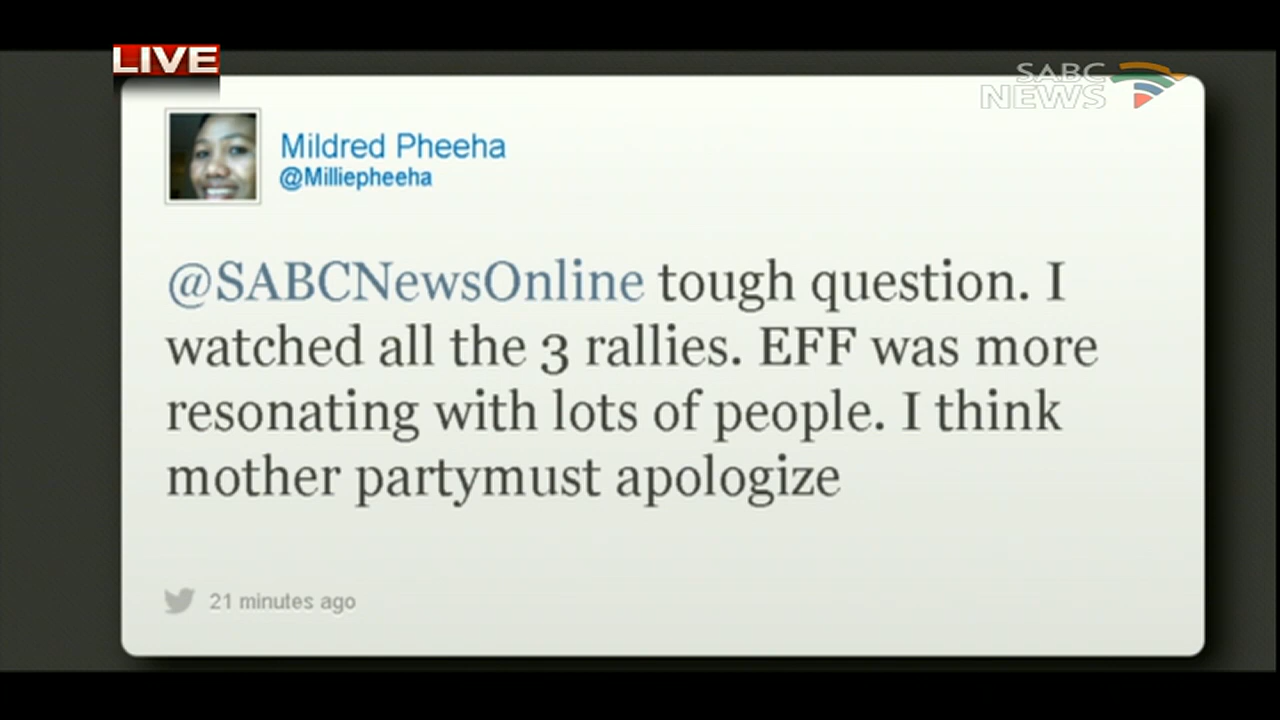 LIVE
SABC
NEWS
Mildred Pheeha
@Milliepheeha
@SABCNewsOnline tough question. I
watched all the 3 rallies. EFF was more
resonating with lots of people. I think
mother partymust apologize
21 minutes ago